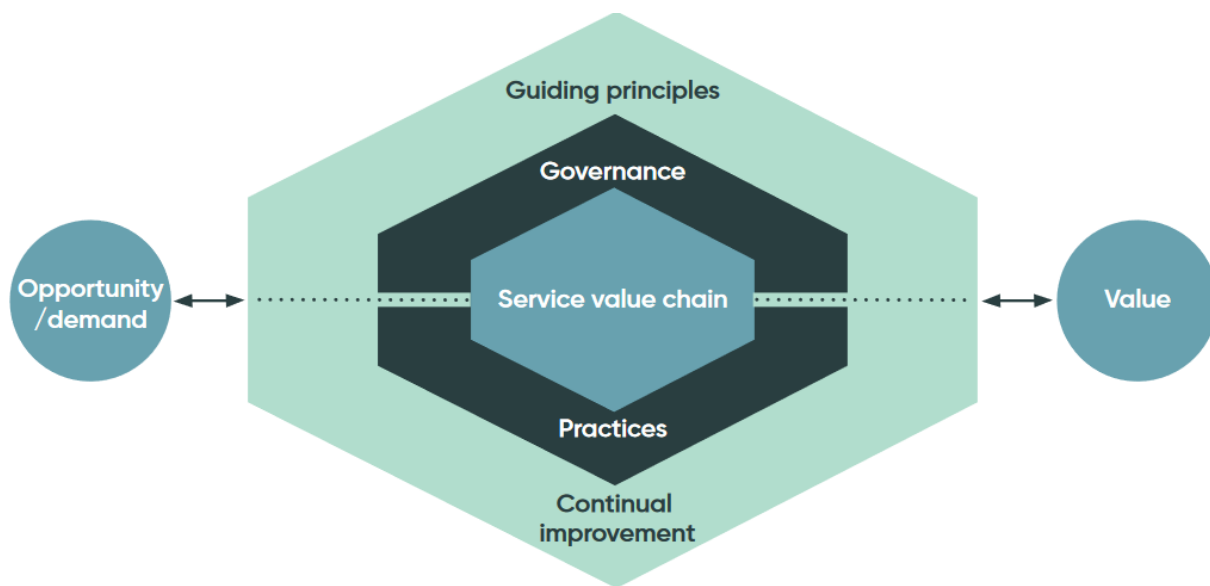 Guiding principles
Governance
Opportunity
/demand
Service value chain
Value
Practices
Continual
improvement